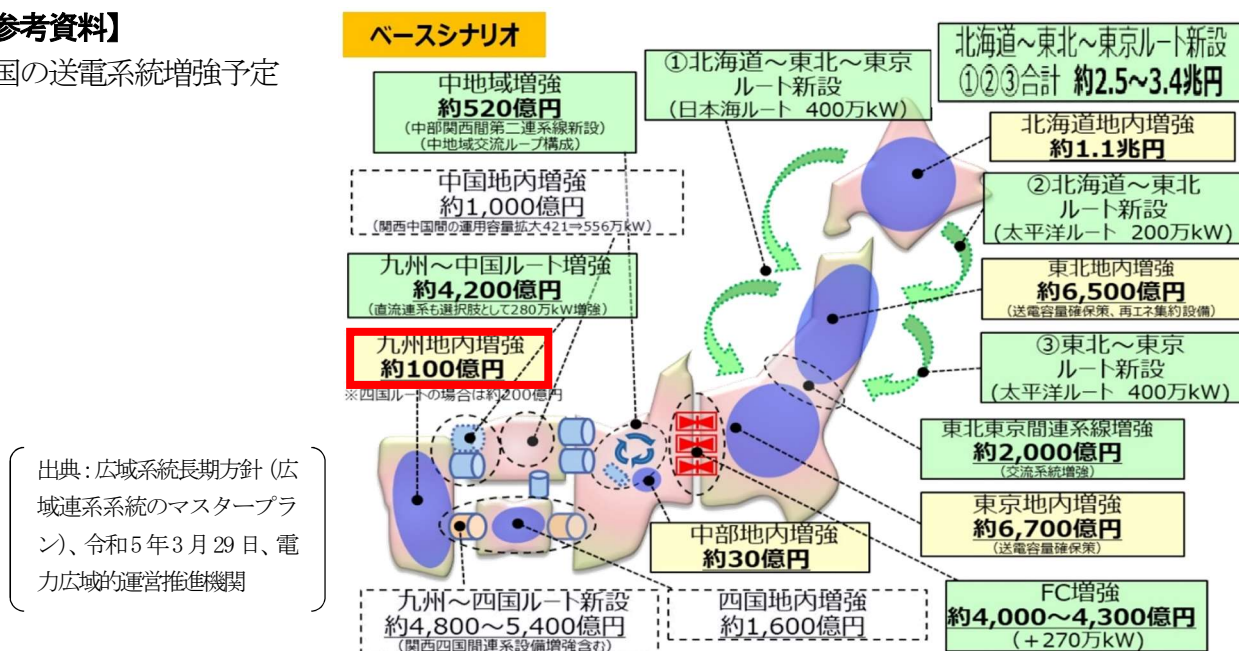 参考資料】
国の送電系統増強予定
ベースシナリオ
中地域増強
約520億円
(中部関西間第二連系線新設)
(中地域交流ループ構成)
①北海道～東北～東京
ルート新設
(日本海ルート 400万kW)
北海道～東北～東京ルート新設
①②③合計 約2.5～3.4兆円
北海道地内増強
約1.1兆円
中国地内増強
約1,000億円
(関西中国間の運用容量拡大421⇒556万kW)
②北海道～東北
ルート新設
(太平洋ルート 200万kW)
九州～中国ルート増強
約4,200億円
(直流連系も選択肢として280万kW増強)
東北地内増強
約6,500億円
(送電容量確保策、再エネ集約設備)
九州地内増強
約100億円
※四国ルートの場合は約200億円
③東北～東京
ルート新設
(太平洋ルート 400万kW)
東北東京間連系線増強
約2,000億円
(交流系統増強)
出典：広域系統長期方針（広
域連系系統のマスタープラ
ン）、令和5年3月29日、電
力広域的運営推進機関
東京地内増強
約6,700億円
(送電容量確保策)
中部地内増強
約30億円
九州～四国ルート新設
約4,800～5,400億円
(関西四国間連系設備増強含む)
四国地内増強
約1,600億円
FC増強
約4,000～4,300億円
(+270万kW)